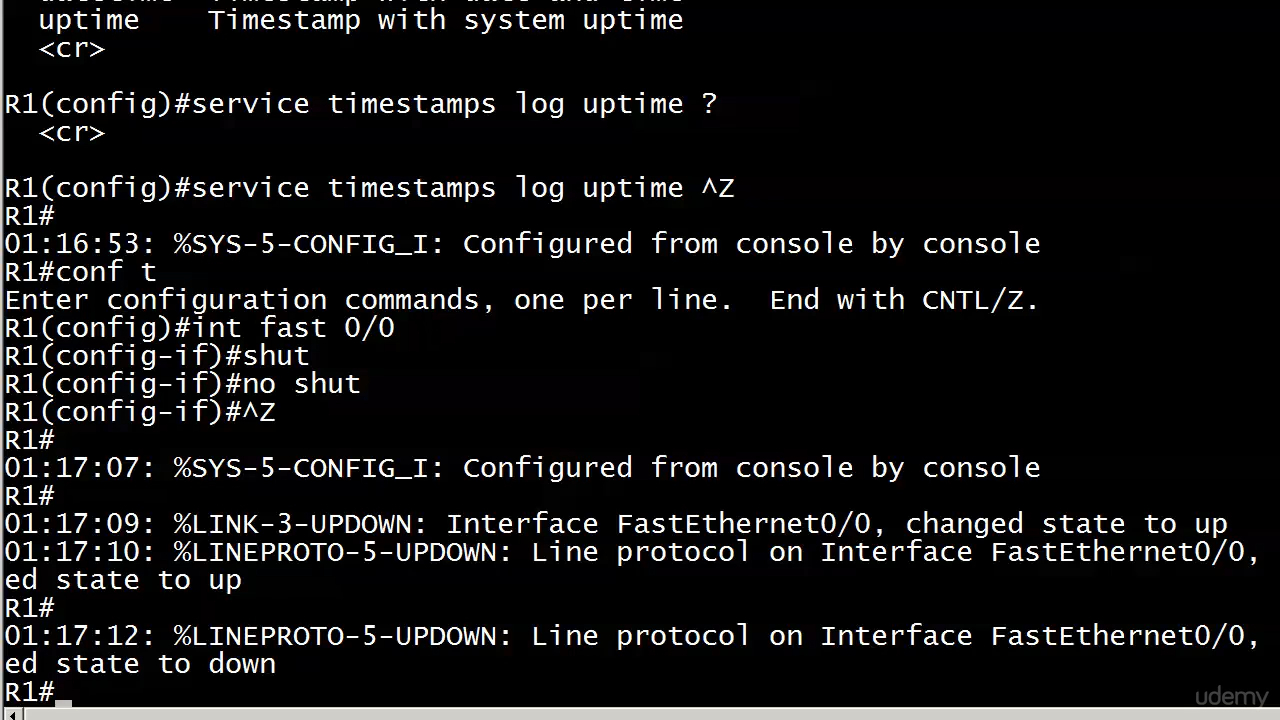 uptime    Timestamp with system uptime
<cr>
R1(config)#service timestamps log uptime ?
<cr>
R1(config)#service timestamps log uptime ^Z
R1#
01:16:53: %SYS-5-CONFIG_I: Configured from console by console
R1#conf t
Enter configuration commands, one per line.  End with CNTL/Z.
R1(config)#int fast 0/0
R1(config-if)#shut
R1(config-if)#no shut
R1(config-if)#^Z
R1#
01:17:07: %SYS-5-CONFIG_I: Configured from console by console
R1#
01:17:09: %LINK-3-UPDOWN: Interface FastEthernet0/0, changed state to up
01:17:10: %LINEPROTO-5-UPDOWN: Line protocol on Interface FastEthernet0/0,
ed state to up
R1#
01:17:12: %LINEPROTO-5-UPDOWN: Line protocol on Interface FastEthernet0/0,
ed state to down
R1#
udemy